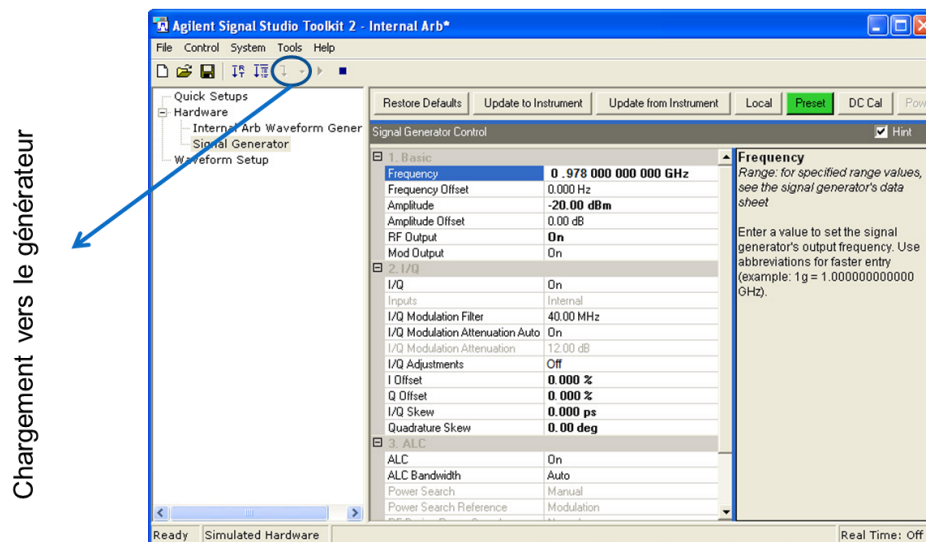 Chargement vers le générateur
Agilent Signal Studio Toolkit 2 - Internal Arb*
File Control System Tools Help
Quick Setups
Hardware
Internal Arb Waveform Gener
Signal Generator
Waveform Setup
Restore Defaults Update to Instrument Update from Instrument Local Preset DC Cal Pow
Signal Generator Control Hint
1. Basic
Frequency 0 .978 000 000 000 GHz
Frequency Offset 0.000 Hz
Amplitude -20.00 dBm
Amplitude Offset 0.00 dB
RF Output On
Mod Output On
2. I/Q
I/Q On
Inputs Internal
I/Q Modulation Filter 40.00 MHz
I/Q Modulation Attenuation Auto On
I/Q Modulation Attenuation 12.00 dB
I/Q Adjustments Off
I Offset 0.000 %
Q Offset 0.000 %
I/Q Skew 0.000 ps
Quadrature Skew 0.00 deg
3. ALC
ALC On
ALC Bandwidth Auto
Power Search Manual
Power Search Reference Modulation
Frequency
Range: for specified range values,
see the signal generator's data
sheet
Enter a value to set the signal
generator's output frequency. Use
abbreviations for faster entry
(example: 1g = 1.000000000000
GHz).
Ready Simulated Hardware Real Time: Off